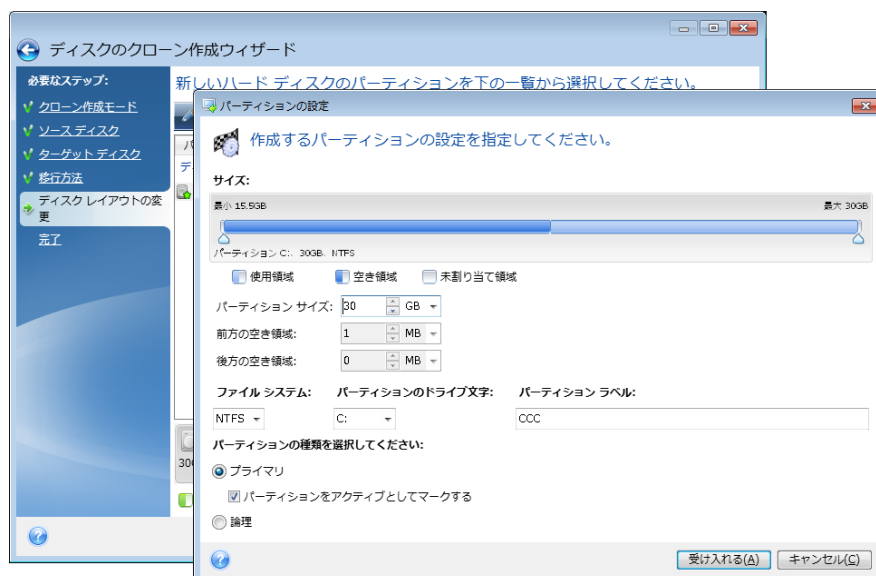 ディスクのクローン作成ウィザード
必要なステップ:
クローン作成モード
ソース ディスク
ターゲット ディスク
移行方法
ディスク レイアウトの変更
完了
新しいハード ディスクのパーティションを下の一覧から選択してください。
パーティションの設定
作成するパーティションの設定を指定してください。
サイズ:
最小 15.5GB
最大 30GB
パーティション C:、30GB、NTFS
使用領域
空き領域
未割り当て領域
パーティション サイズ: 30 GB
前方の空き領域: 1 MB
後方の空き領域: 0 MB
ファイル システム: パーティションのドライブ文字: パーティション ラベル:
NTFS C: CCC
パーティションの種類を選択してください:
プライマリ
パーティションをアクティブとしてマークする
論理
受け入れる(A) キャンセル(C)